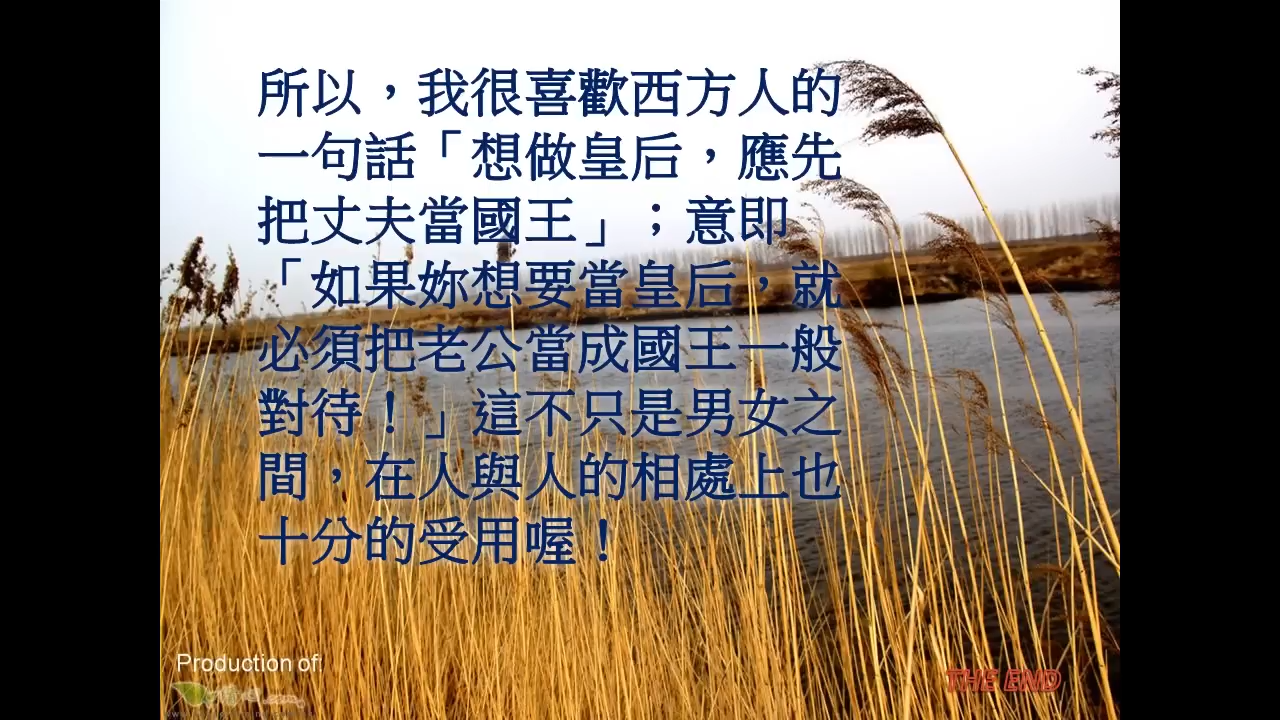 所以，我很喜歡西方人的
一句話「想做皇后，應先
把丈夫當國王」；意即
「如果妳想要當皇后，就
必須把老公當成國王一般
對待！」這不只是男女之
間，在人與人的相處上也
十分的受用喔！
Production of
THE END